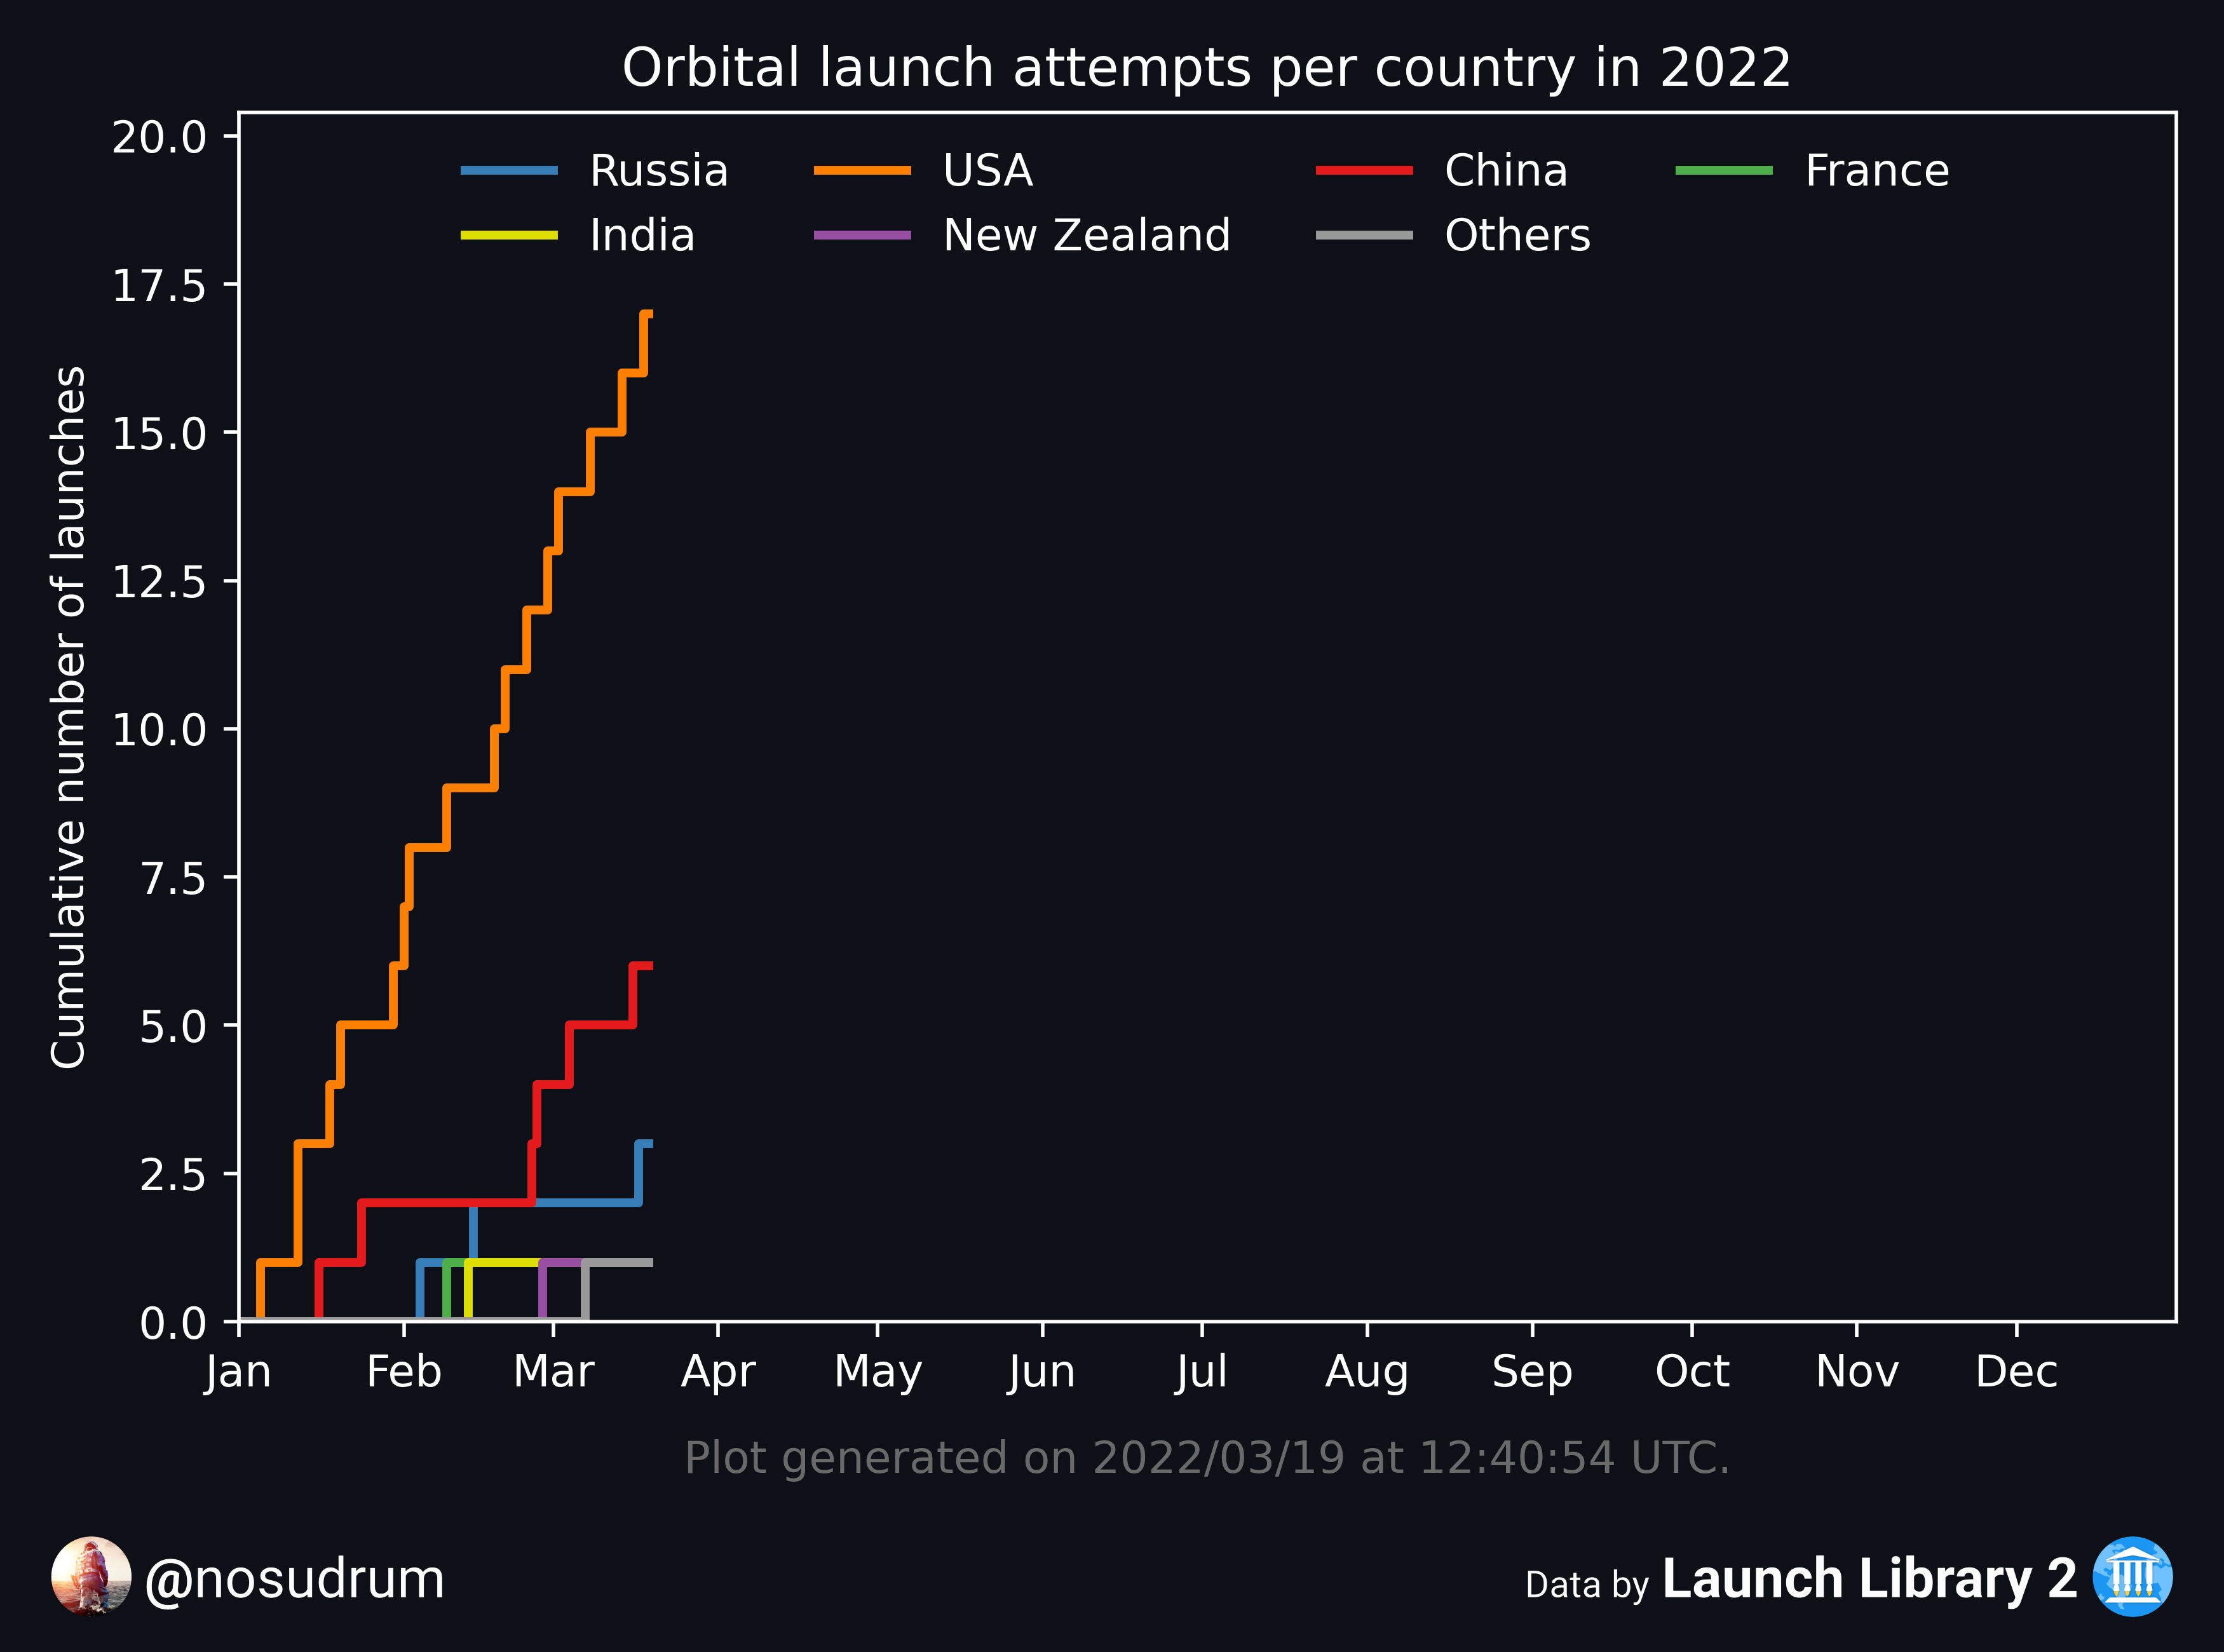 Orbital launch attempts per country in 2022
Russia
USA
China
France
India
New Zealand
Others
Cumulative number of launches
20.0
17.5
15.0
12.5
10.0
7.5
5.0
2.5
0.0
Jan Feb Mar Apr May Jun Jul Aug Sep Oct Nov Dec
Plot generated on 2022/03/19 at 12:40:54 UTC.
@nosudrum
Data by Launch Library 2